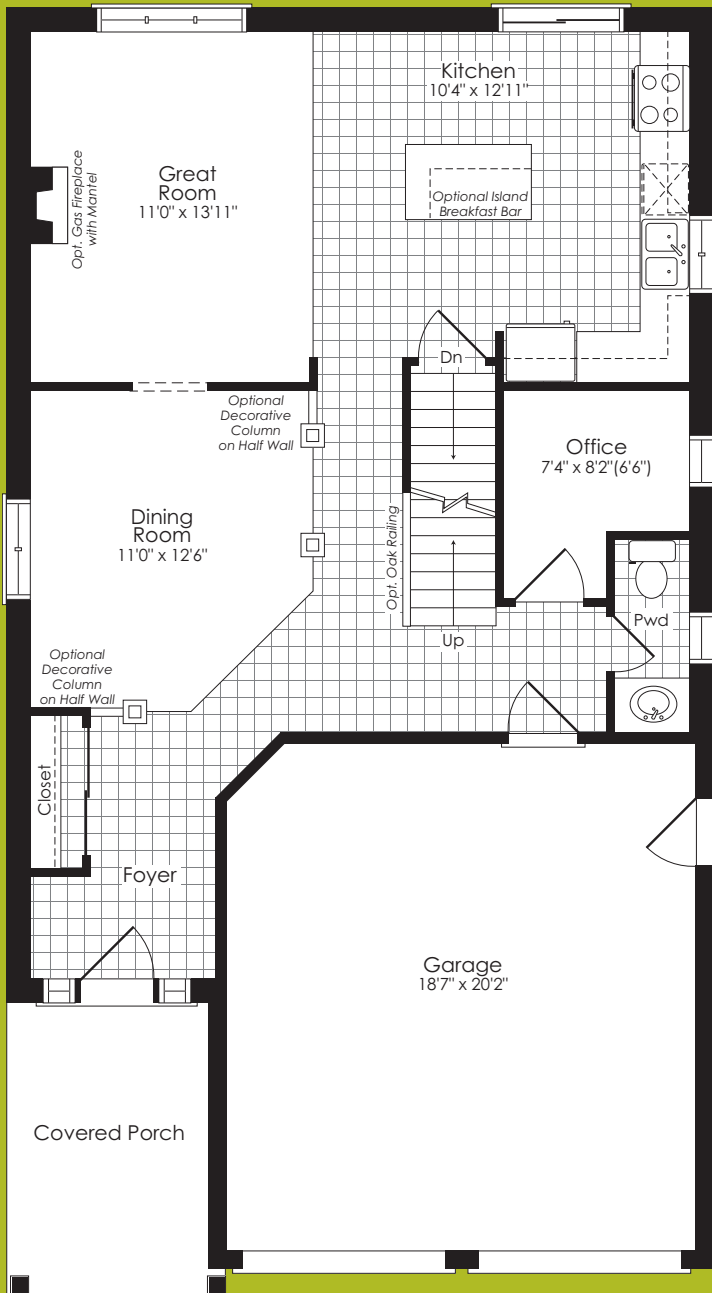 Kitchen
10'4" x 12'11"
Great
Room
11'0" x 13'11"
Opt. Gas Fireplace
with Mantel
Optional Island
Breakfast Bar
Dn
Optional
Decorative
Column
on Half Wall
Office
7'4" x 8'2"(6'6")
Dining
Room
11'0" x 12'6"
Opt. Oak Railing
Up
Pwd
Optional
Decorative
Column
on Half Wall
Closet
Foyer
Garage
18'7" x 20'2"
Covered Porch